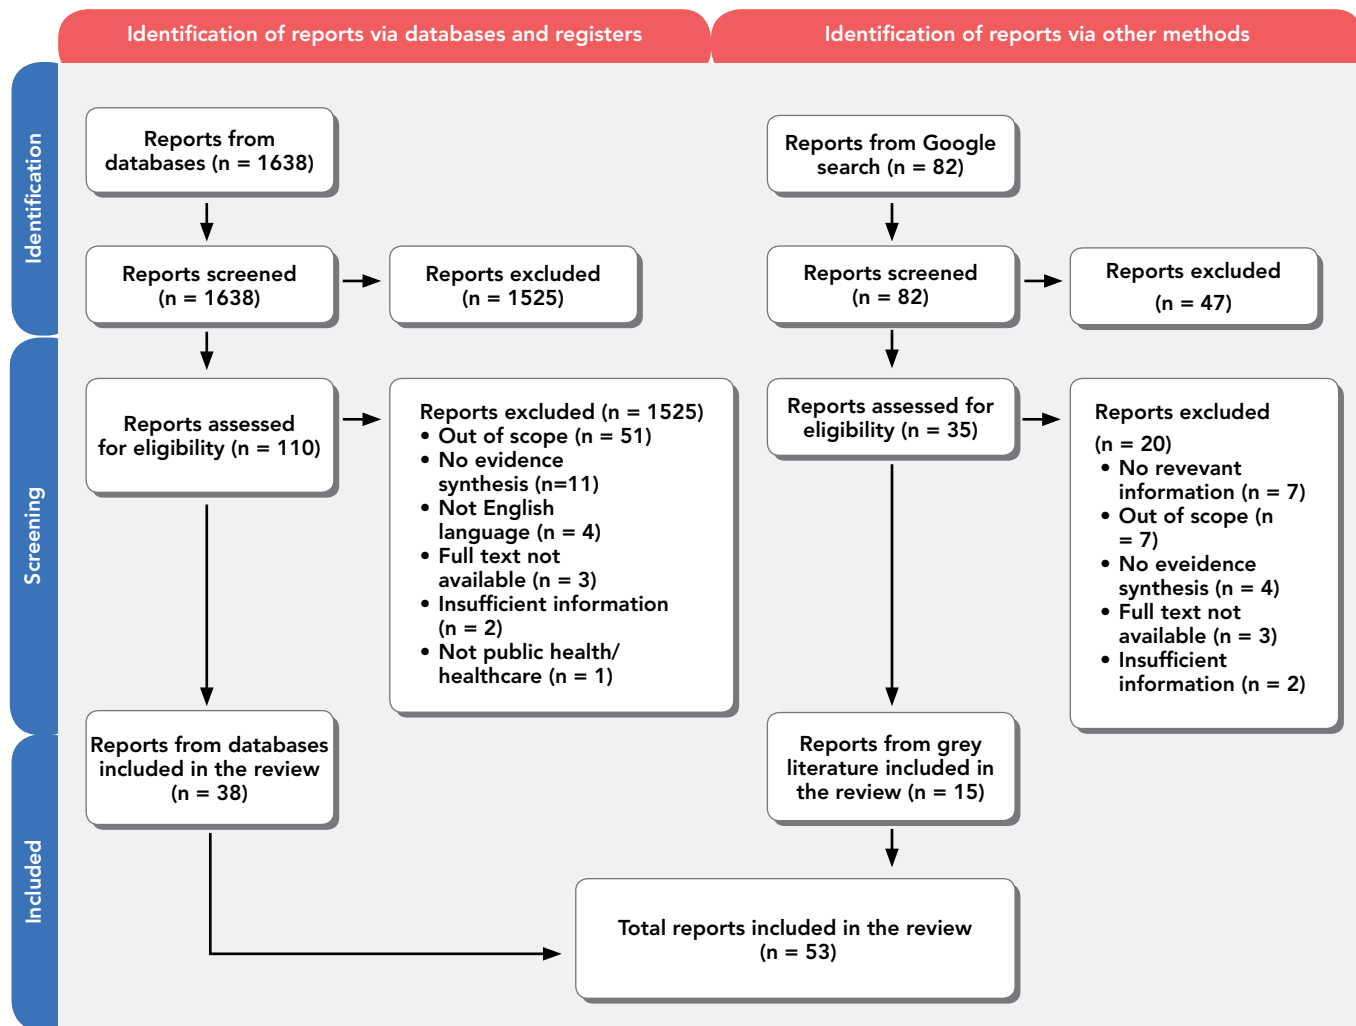 Identification of reports via databases and registers
Identification of reports via other methods
Identification
Reports from
databases (n = 1638)
Reports from Google
search (n = 82)
Reports screened
(n = 1638)
Reports excluded
(n = 1525)
Reports screened
(n = 82)
Reports excluded
(n = 47)
Screening
Reports assessed
for eligibility (n = 110)
Reports excluded (n = 1525)
• Out of scope (n = 51)
• No evidence
synthesis (n=11)
• Not English
language (n = 4)
• Full text not
available (n = 3)
• Insufficient information
(n = 2)
• Not public health/
healthcare (n = 1)
Reports assessed for
eligibility (n = 35)
Reports excluded
(n = 20)
• No revevant
information (n = 7)
• Out of scope (n
= 7)
• No eveidence
synthesis (n = 4)
• Full text not
available (n = 3)
• Insufficient
information (n = 2)
Included
Reports from databases
included in the review
(n = 38)
Reports from grey
literature included in
the review (n = 15)
Total reports included in the review
(n = 53)